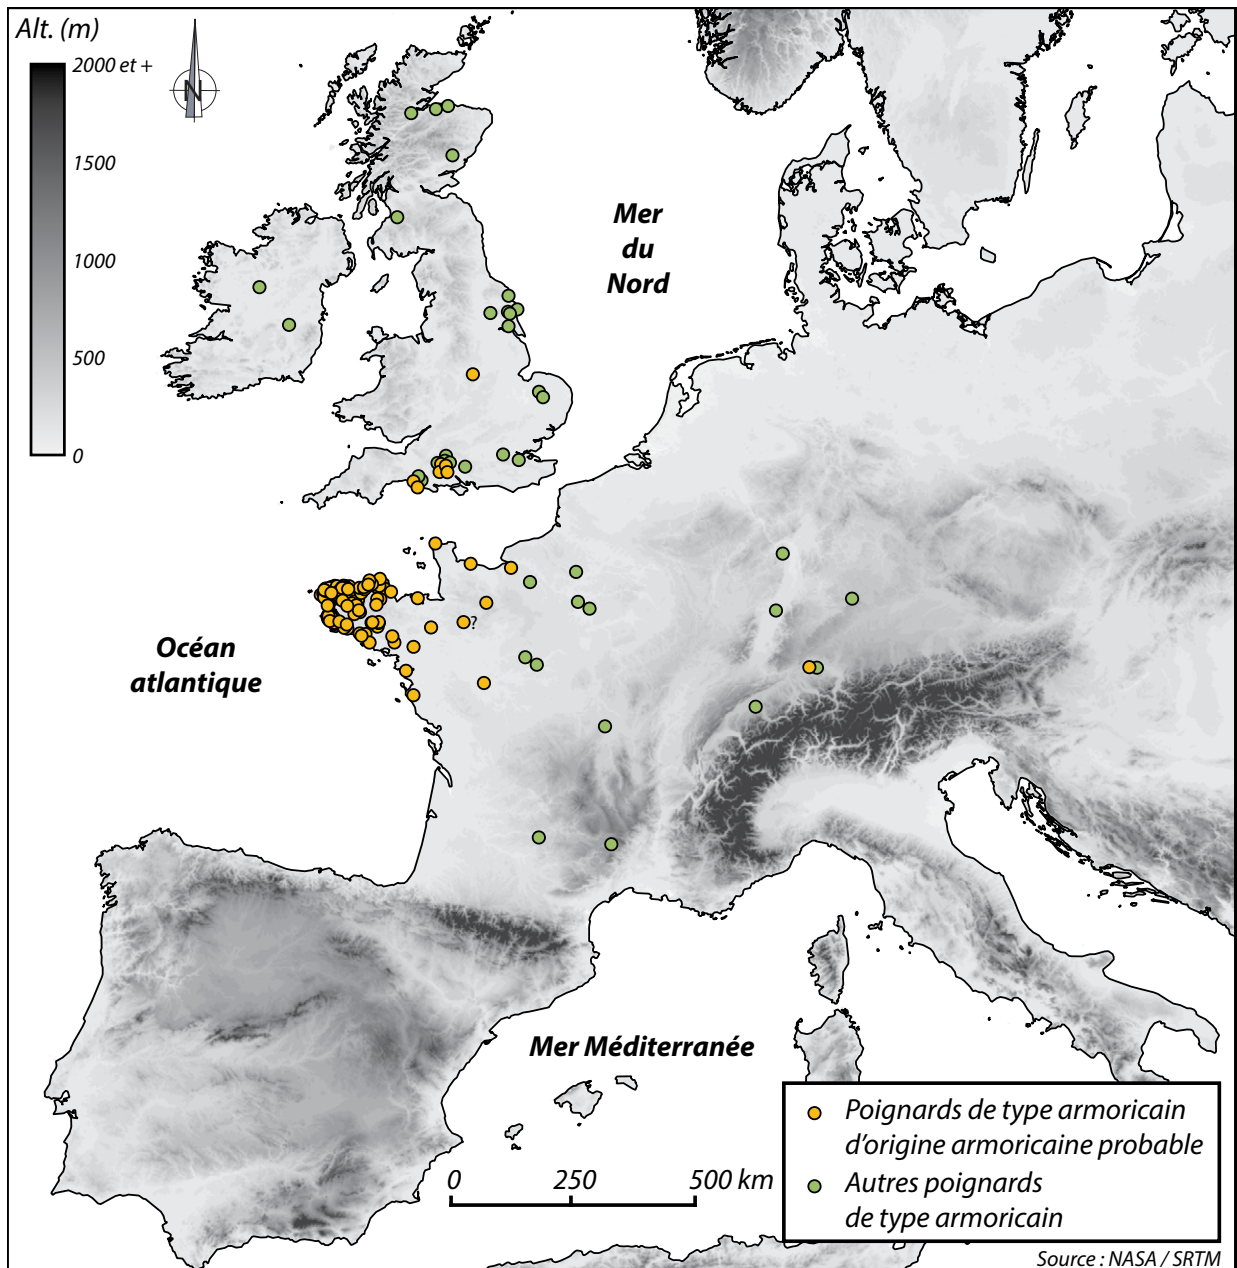 Alt. (m)
2000 et +
1500
1000
500
0
N
Mer
du
Nord
Océan
atlantique
?
Mer Méditerranée
0 250 500 km
Poignards de type armoricain
d'origine armoricaine probable
Autres poignards
de type armoricain
Source : NASA / SRTM